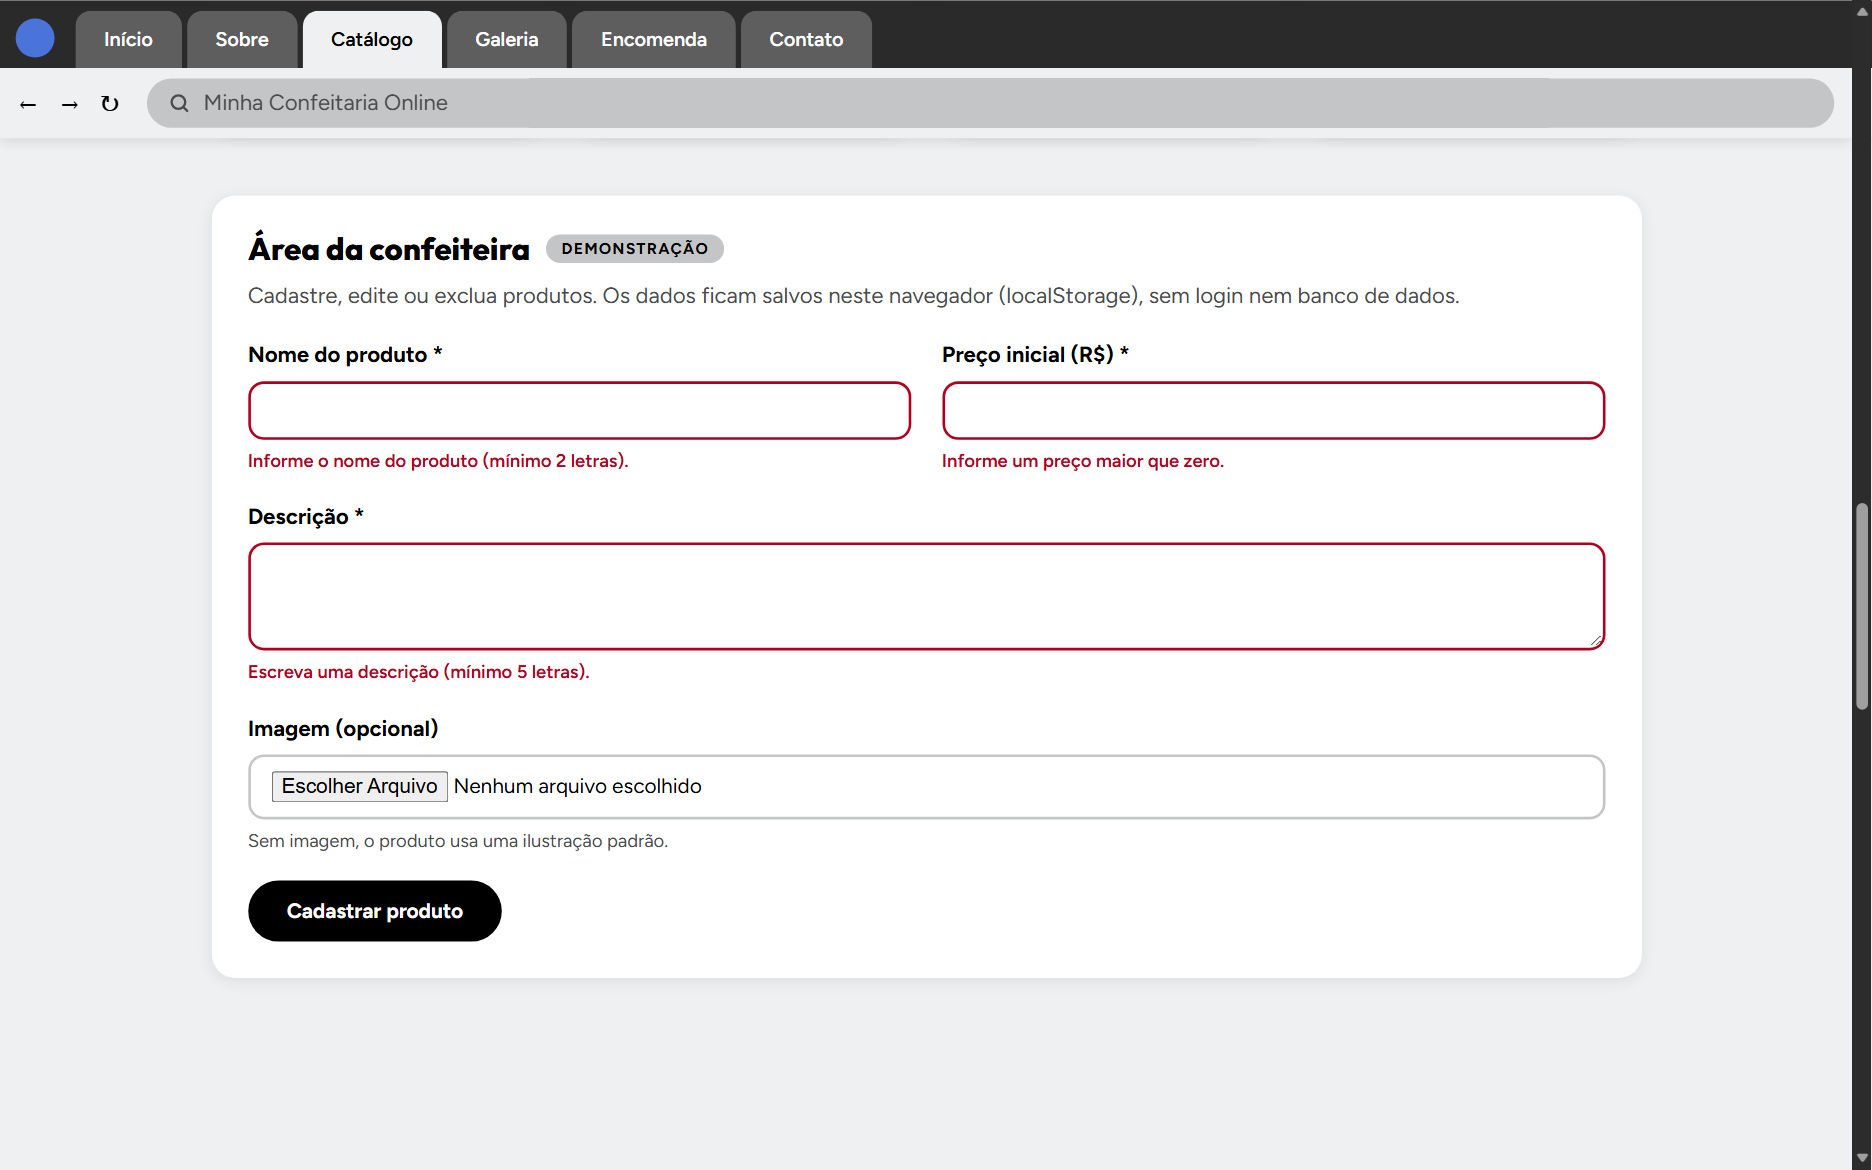 Início Sobre Catálogo Galeria Encomenda Contato
← → ↻ Minha Confeitaria Online
Área da confeiteira DEMONSTRAÇÃO
Cadastre, edite ou exclua produtos. Os dados ficam salvos neste navegador (localStorage), sem login nem banco de dados.
Nome do produto * Preço inicial (R$) *
Informe o nome do produto (mínimo 2 letras). Informe um preço maior que zero.
Descrição *
Escreva uma descrição (mínimo 5 letras).
Imagem (opcional)
Escolher Arquivo Nenhum arquivo escolhido
Sem imagem, o produto usa uma ilustração padrão.
Cadastrar produto